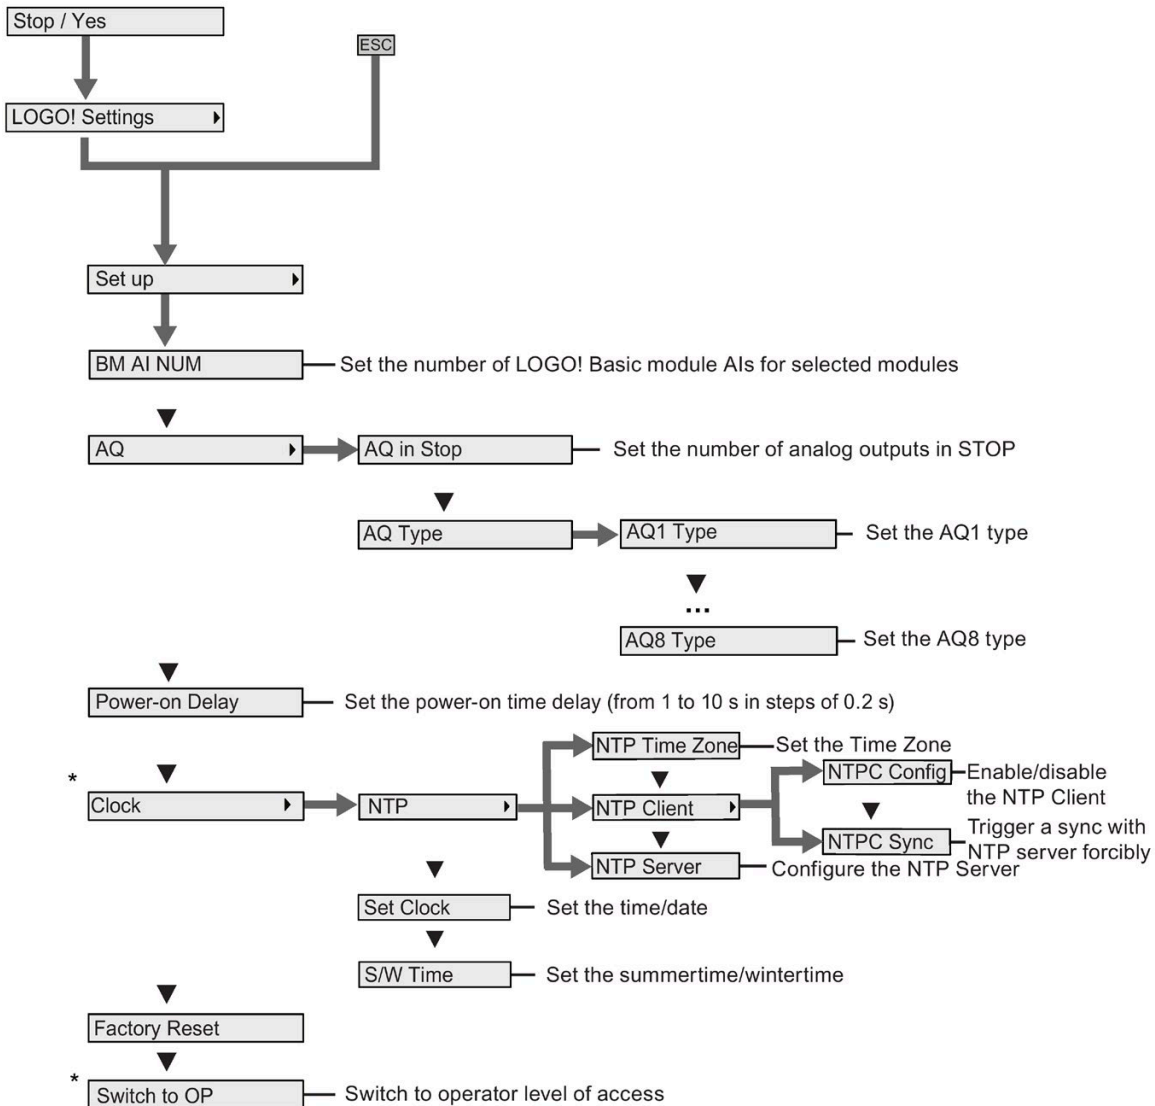 Stop / Yes
ESC
LOGO! Settings
Set up
BM AI NUM
Set the number of LOGO! Basic module AIs for selected modules
AQ
AQ in Stop
Set the number of analog outputs in STOP
AQ Type
AQ1 Type
Set the AQ1 type
...
AQ8 Type
Set the AQ8 type
Power-on Delay
Set the power-on time delay (from 1 to 10 s in steps of 0.2 s)
NTP Time Zone
Set the Time Zone
*
Clock
NTP
NTP Client
NTPC Config
Enable/disable
the NTP Client
NTPC Sync
Trigger a sync with
NTP server forcibly
NTP Server
Configure the NTP Server
Set Clock
Set the time/date
S/W Time
Set the summertime/wintertime
Factory Reset
*
Switch to OP
Switch to operator level of access